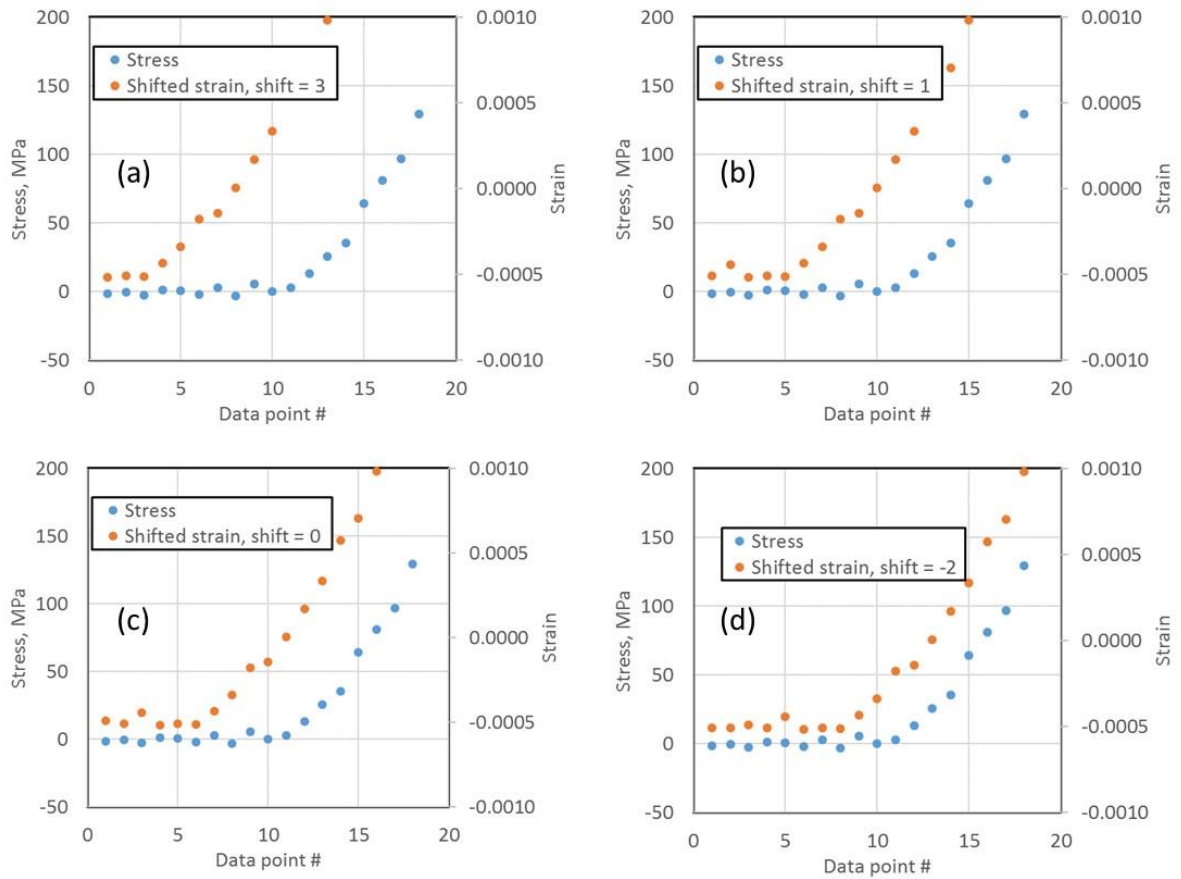 200
150
100
50
0
-50
0.0010
0.0005
0.0000
-0.0005
-0.0010
0 5 10 15 20
Stress, MPa
Strain
Data point #
Stress
Shifted strain, shift = 3
(a)
200
150
100
50
0
-50
0.0010
0.0005
0.0000
-0.0005
-0.0010
0 5 10 15 20
Stress, MPa
Strain
Data point #
Stress
Shifted strain, shift = 1
(b)
200
150
100
50
0
-50
0.0010
0.0005
0.0000
-0.0005
-0.0010
0 5 10 15 20
Stress, MPa
Strain
Data point #
Stress
Shifted strain, shift = 0
(c)
200
150
100
50
0
-50
0.0010
0.0005
0.0000
-0.0005
-0.0010
0 5 10 15 20
Stress, MPa
Strain
Data point #
Stress
Shifted strain, shift = -2
(d)